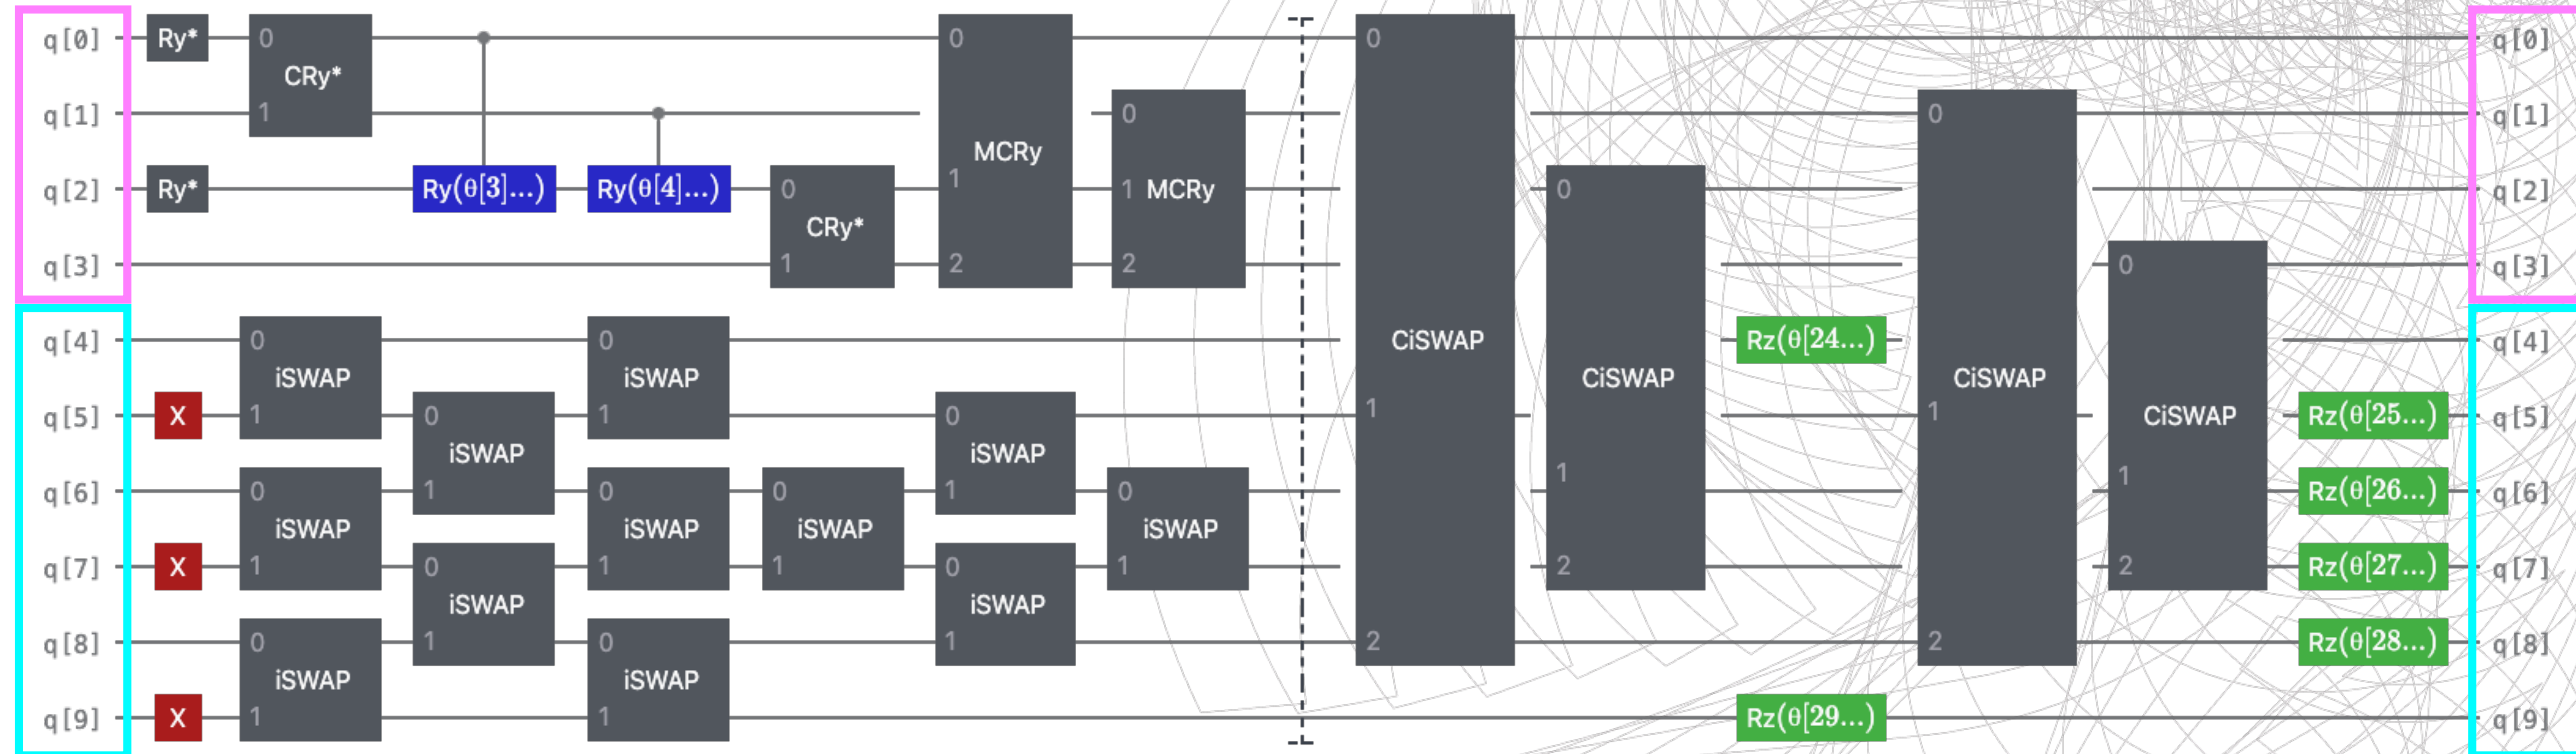 q[0] Ry* 0 0 0 q[0]
CRy*
q[1] 1 0 0 q[1]
MCRy
q[2] Ry* Ry(θ[3]...) Ry(θ[4]...) 0 1 1 MCRy 0 q[2]
CRy*
q[3] 1 2 2 0 q[3]
q[4] 0 0 CiSWAP Rz(θ[24...) q[4]
iSWAP iSWAP CiSWAP CiSWAP
q[5] X 1 0 1 0 1 1 CiSWAP Rz(θ[25...) q[5]
iSWAP iSWAP
q[6] 0 1 0 0 1 0 1 1 Rz(θ[26...) q[6]
iSWAP iSWAP iSWAP iSWAP
q[7] X 1 0 1 1 0 1 2 2 Rz(θ[27...) q[7]
iSWAP iSWAP
q[8] 0 1 0 1 2 2 Rz(θ[28...) q[8]
iSWAP iSWAP
q[9] X 1 1 Rz(θ[29...) q[9]